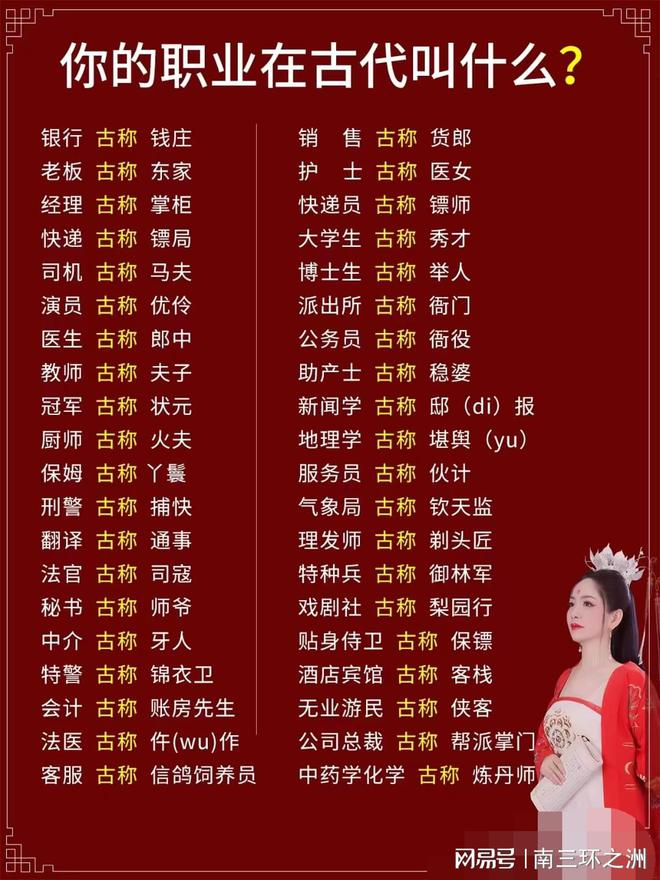 你的职业在古代叫什么？
银行 古称 钱庄
老板 古称 东家
经理 古称 掌柜
快递 古称 镖局
司机 古称 马夫
演员 古称 优伶
医生 古称 郎中
教师 古称 夫子
冠军 古称 状元
厨师 古称 火夫
保姆 古称 丫鬟
刑警 古称 捕快
翻译 古称 通事
法官 古称 司寇
秘书 古称 师爷
中介 古称 牙人
特警 古称 锦衣卫
会计 古称 账房先生
法医 古称 仵(wu)作
客服 古称 信鸽饲养员
销 售 古称 货郎
护 士 古称 医女
快递员 古称 镖师
大学生 古称 秀才
博士生 古称 举人
派出所 古称 衙门
公务员 古称 衙役
助产士 古称 稳婆
新闻学 古称 邸（di）报
地理学 古称 堪舆（yu）
服务员 古称 伙计
气象局 古称 钦天监
理发师 古称 剃头匠
特种兵 古称 御林军
戏剧社 古称 梨园行
贴身侍卫 古称 保镖
酒店宾馆 古称 客栈
无业游民 古称 侠客
公司总裁 古称 帮派掌门
中药学化学 古称 炼丹师
网易号 | 南三环之洲